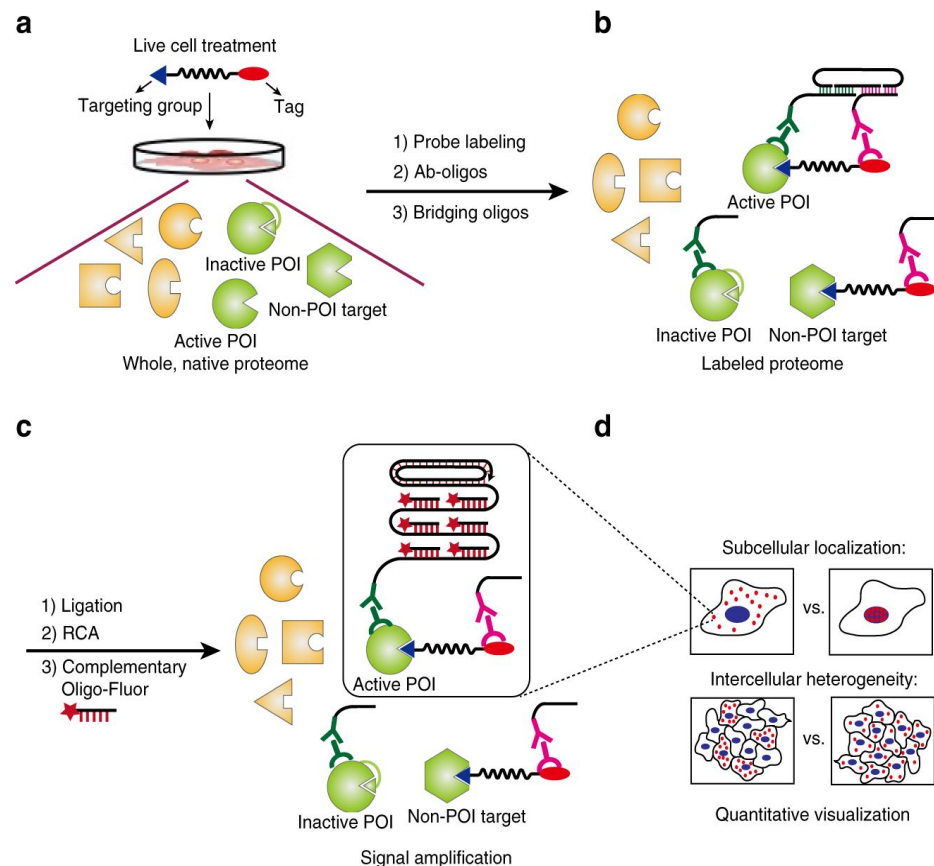 a
Live cell treatment
Targeting group
Tag
Inactive POI
Non-POI target
Active POI
Whole, native proteome
1) Probe labeling
2) Ab-oligos
3) Bridging oligos
b
Active POI
Inactive POI
Non-POI target
Labeled proteome
c
1) Ligation
2) RCA
3) Complementary
Oligo-Fluor
Active POI
Inactive POI
Non-POI target
Signal amplification
d
Subcellular localization:
vs.
Intercellular heterogeneity:
vs.
Quantitative visualization